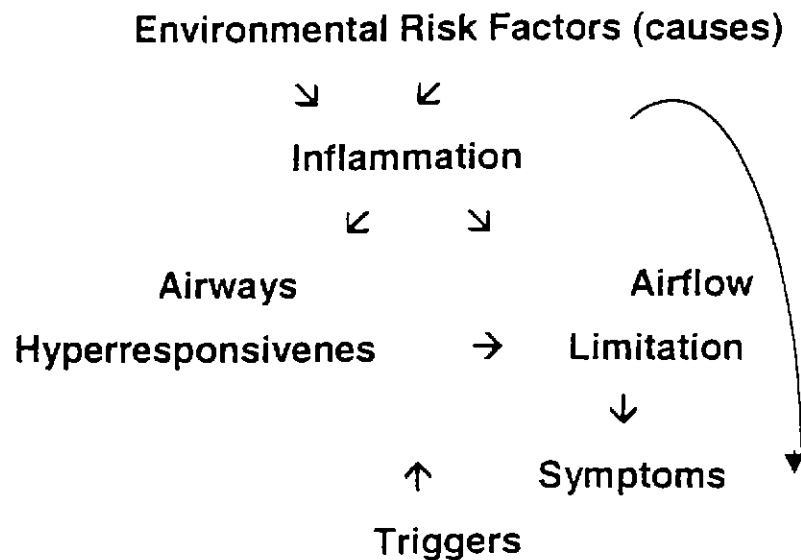 Environmental Risk Factors (causes)
Inflammation
Airways Airflow
Hyperresponsivenes Limitation
Symptoms
Triggers